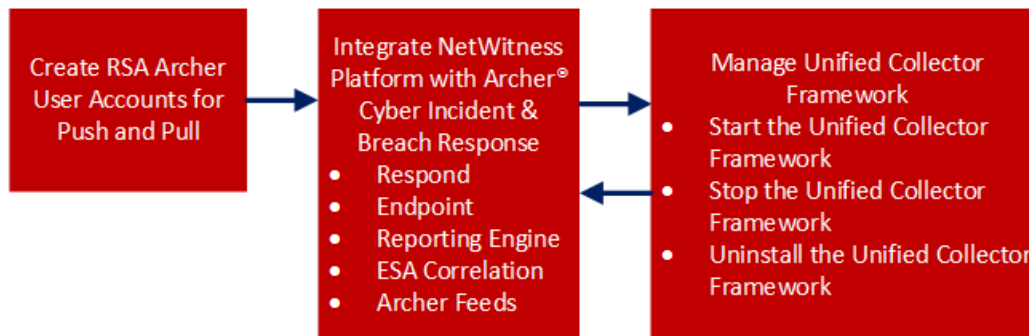 Create RSA Archer
User Accounts for
Push and Pull
Integrate NetWitness
Platform with Archer®
Cyber Incident &
Breach Response
• Respond
• Endpoint
• Reporting Engine
• ESA Correlation
• Archer Feeds
Manage Unified Collector
Framework
• Start the Unified Collector
Framework
• Stop the Unified Collector
Framework
• Uninstall the Unified Collector
Framework